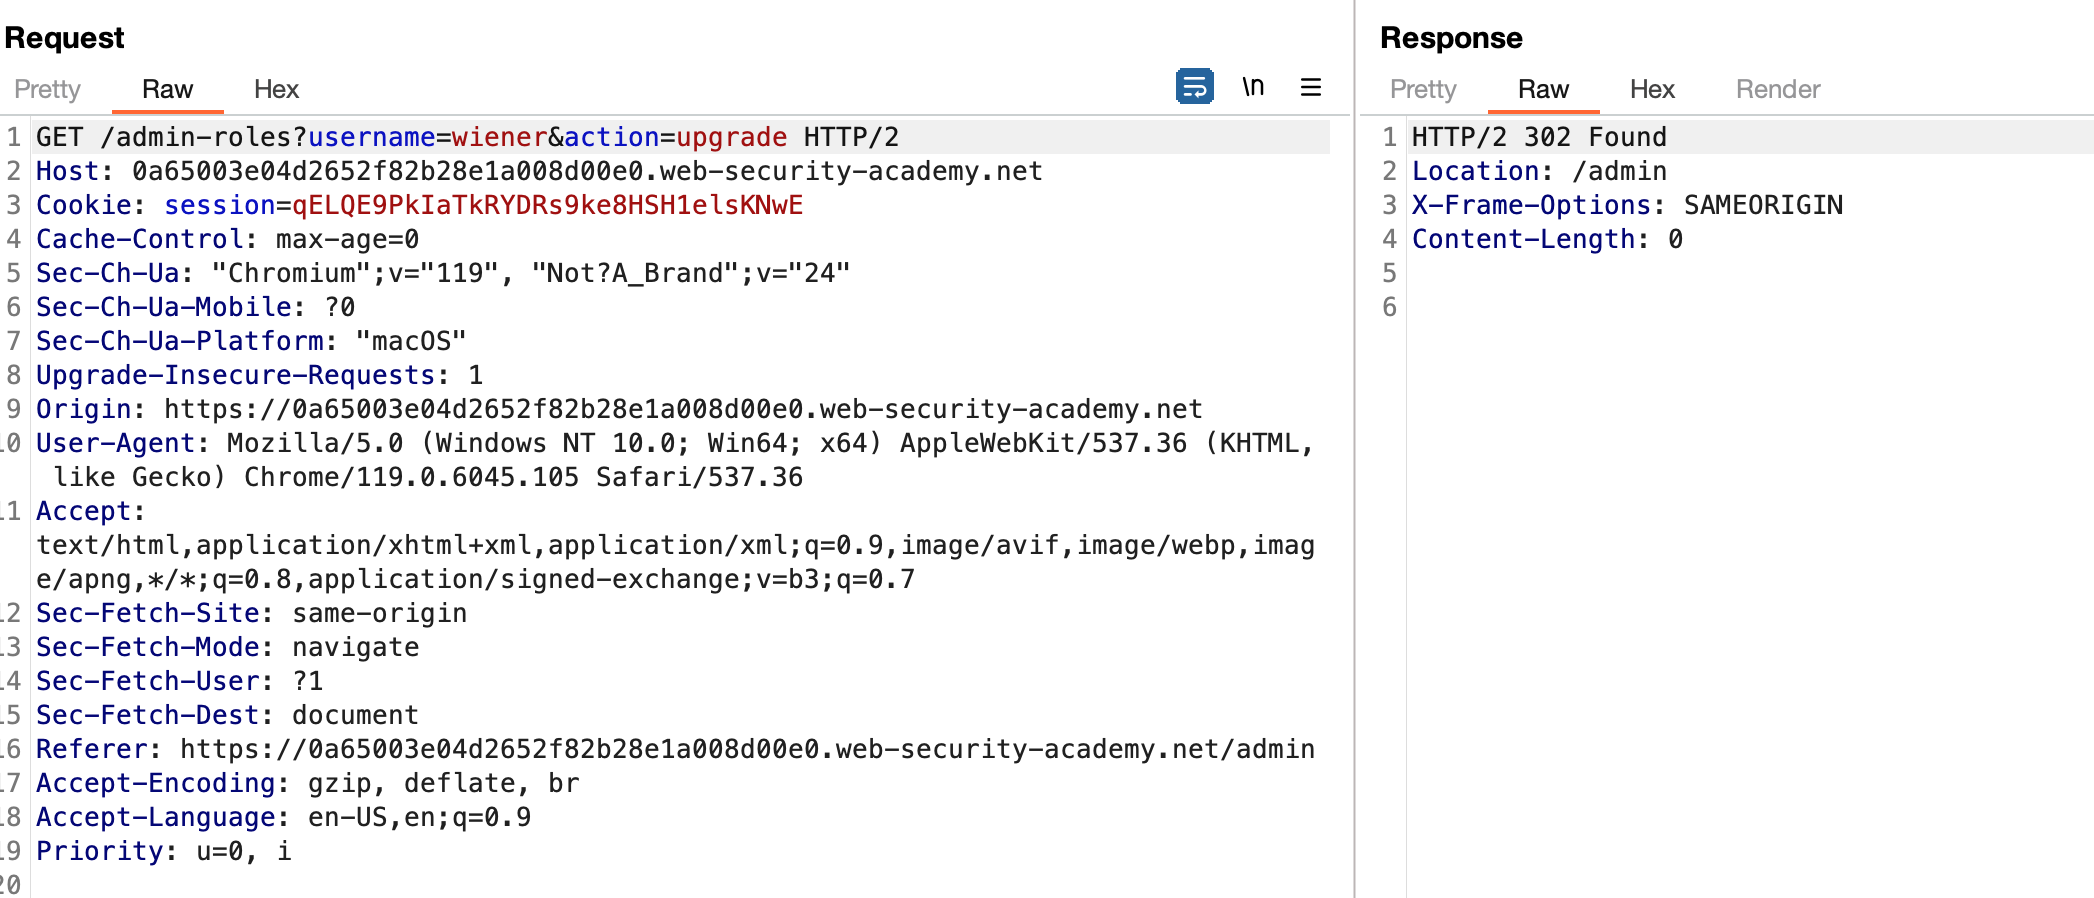 Request
Pretty Raw Hex \n
1 GET /admin-roles?username=wiener&action=upgrade HTTP/2
2 Host: 0a65003e04d2652f82b28e1a008d00e0.web-security-academy.net
3 Cookie: session=qELQE9PkIaTkRYDRs9ke8HSH1elsKNwE
4 Cache-Control: max-age=0
5 Sec-Ch-Ua: "Chromium";v="119", "Not?A_Brand";v="24"
6 Sec-Ch-Ua-Mobile: ?0
7 Sec-Ch-Ua-Platform: "macOS"
8 Upgrade-Insecure-Requests: 1
9 Origin: https://0a65003e04d2652f82b28e1a008d00e0.web-security-academy.net
10 User-Agent: Mozilla/5.0 (Windows NT 10.0; Win64; x64) AppleWebKit/537.36 (KHTML,
like Gecko) Chrome/119.0.6045.105 Safari/537.36
11 Accept:
text/html,application/xhtml+xml,application/xml;q=0.9,image/avif,image/webp,imag
e/apng,*/*;q=0.8,application/signed-exchange;v=b3;q=0.7
12 Sec-Fetch-Site: same-origin
13 Sec-Fetch-Mode: navigate
14 Sec-Fetch-User: ?1
15 Sec-Fetch-Dest: document
16 Referer: https://0a65003e04d2652f82b28e1a008d00e0.web-security-academy.net/admin
17 Accept-Encoding: gzip, deflate, br
18 Accept-Language: en-US,en;q=0.9
19 Priority: u=0, i
20
Response
Pretty Raw Hex Render
1 HTTP/2 302 Found
2 Location: /admin
3 X-Frame-Options: SAMEORIGIN
4 Content-Length: 0
5
6